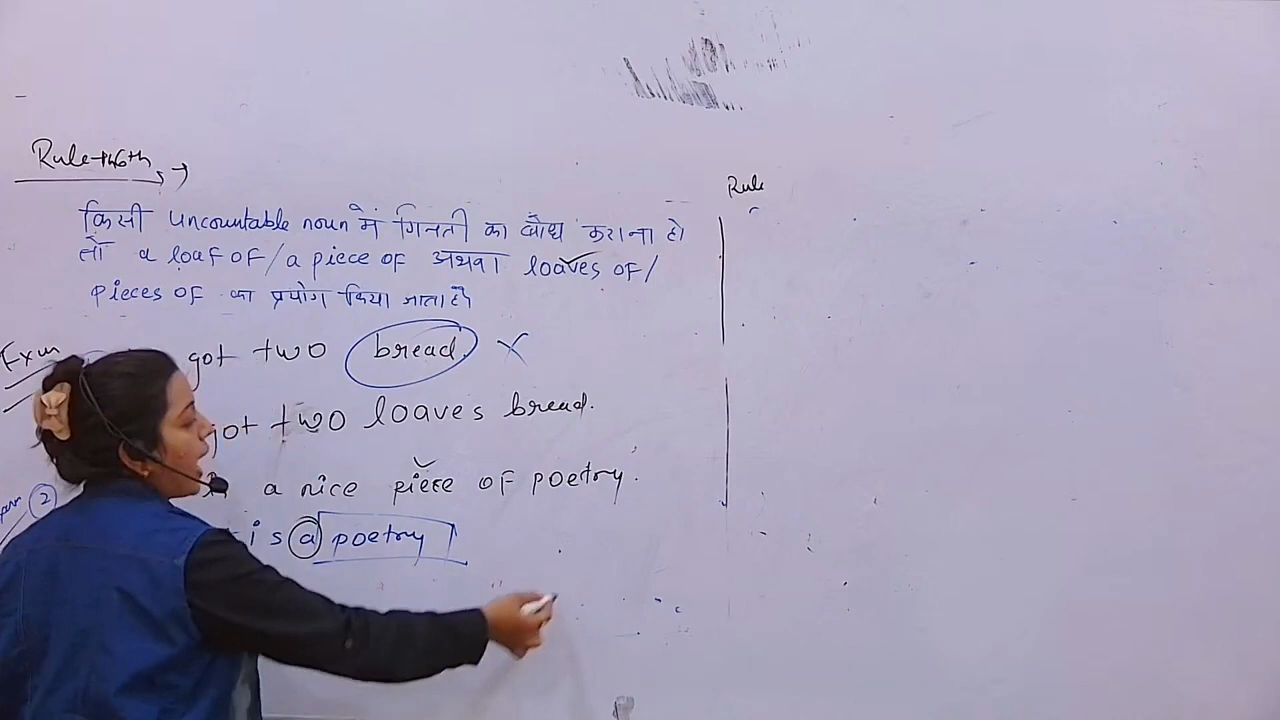 Rule
किसी uncountable noun में गिनती का बोध कराना हो
तो a loaf of/a piece of अथवा loaves of/
pieces of का प्रयोग किया जाता है
Exm got two bread. X
got two loaves bread.
a nice piece of poetry.
2
is a poetry
Rule